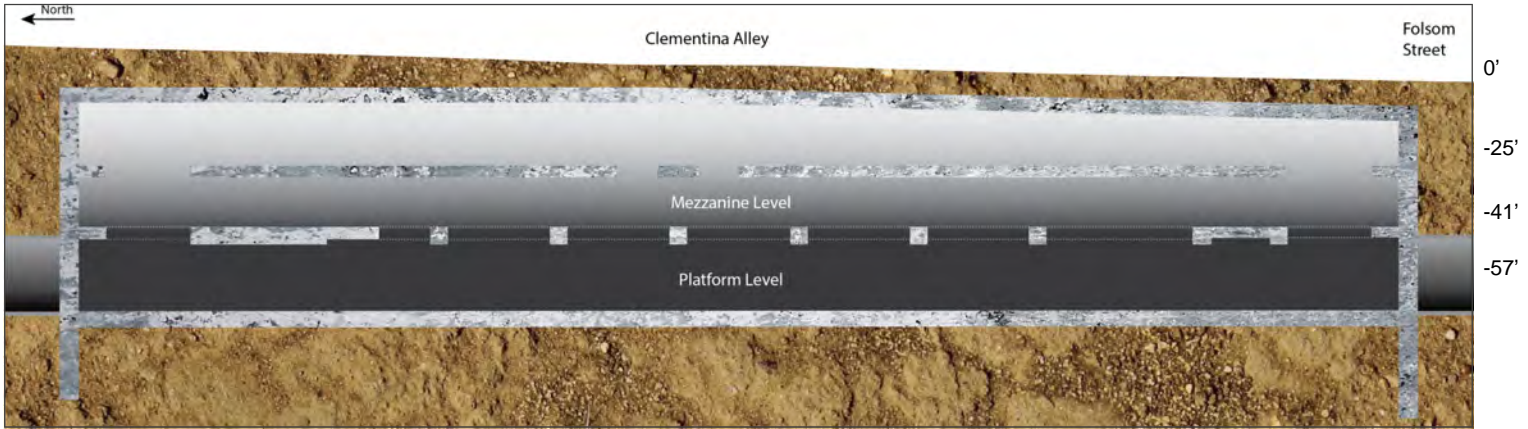 North
Clementina Alley
Folsom
Street
0’
-25’
Mezzanine Level
-41’
-57’
Platform Level